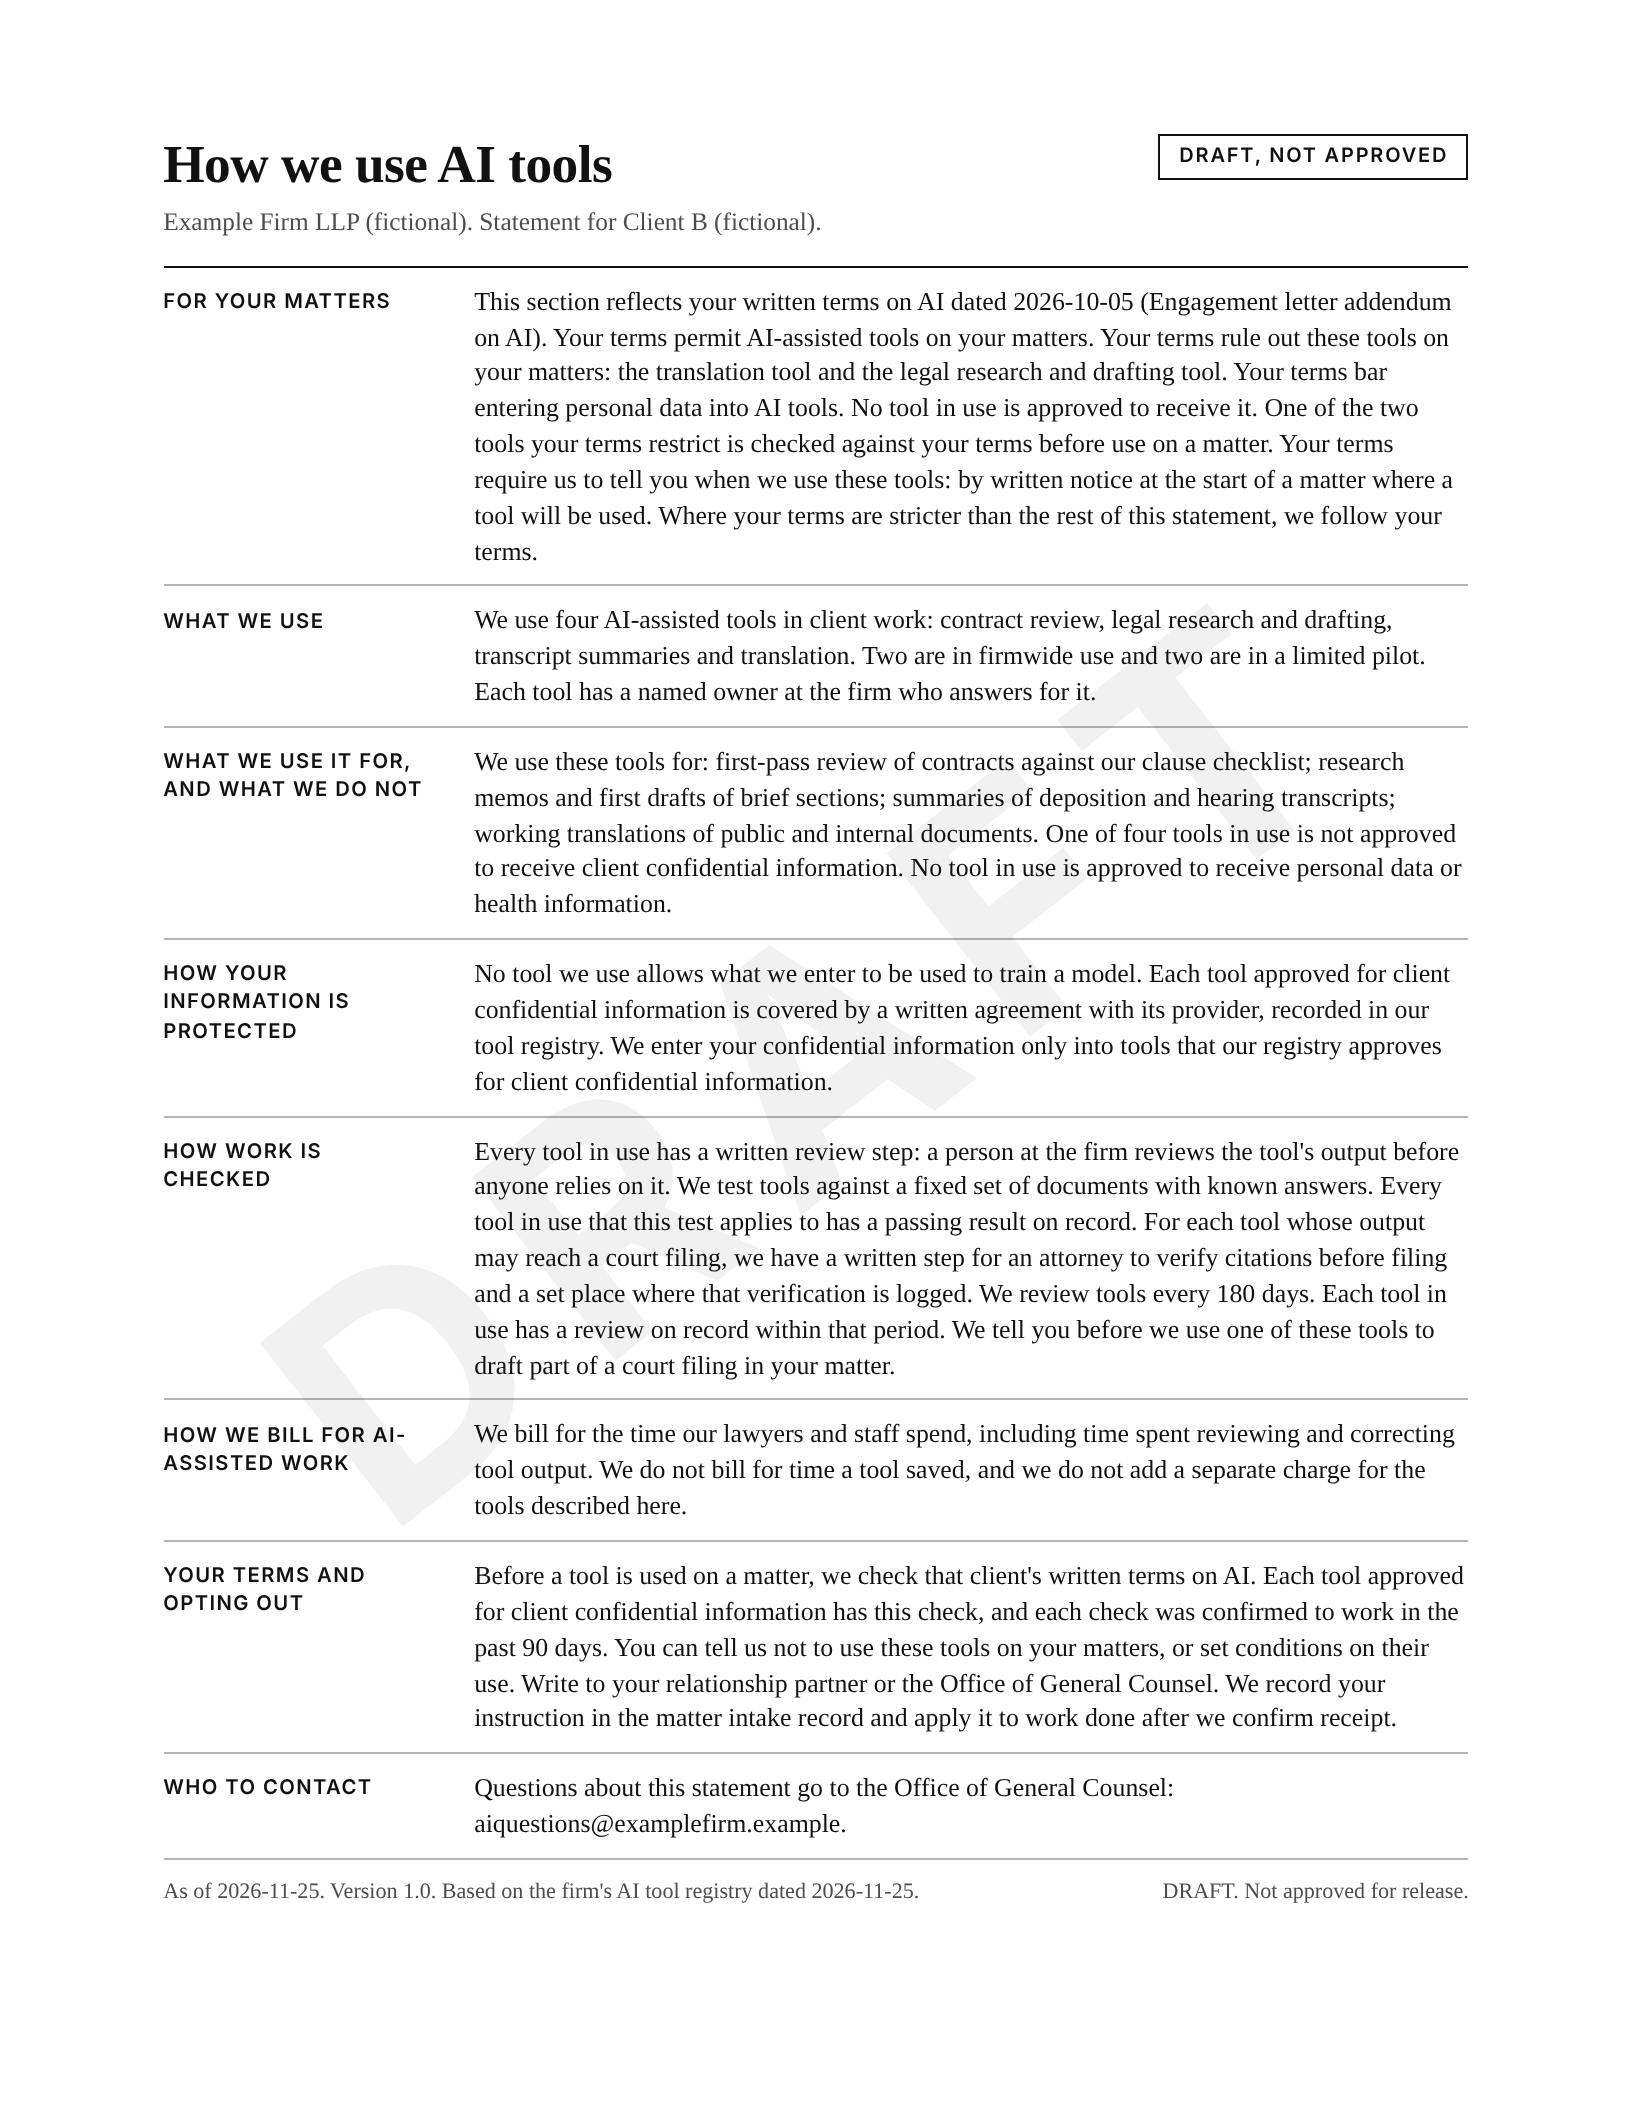 How we use AI tools
DRAFT, NOT APPROVED
Example Firm LLP (fictional). Statement for Client B (fictional).
FOR YOUR MATTERS
This section reflects your written terms on AI dated 2026-10-05 (Engagement letter addendum
on AI). Your terms permit AI-assisted tools on your matters. Your terms rule out these tools on
your matters: the translation tool and the legal research and drafting tool. Your terms bar
entering personal data into AI tools. No tool in use is approved to receive it. One of the two
tools your terms restrict is checked against your terms before use on a matter. Your terms
require us to tell you when we use these tools: by written notice at the start of a matter where a
tool will be used. Where your terms are stricter than the rest of this statement, we follow your
terms.
WHAT WE USE
We use four AI-assisted tools in client work: contract review, legal research and drafting,
transcript summaries and translation. Two are in firmwide use and two are in a limited pilot.
Each tool has a named owner at the firm who answers for it.
WHAT WE USE IT FOR,
AND WHAT WE DO NOT
We use these tools for: first-pass review of contracts against our clause checklist; research
memos and first drafts of brief sections; summaries of deposition and hearing transcripts;
working translations of public and internal documents. One of four tools in use is not approved
to receive client confidential information. No tool in use is approved to receive personal data or
health information.
HOW YOUR
INFORMATION IS
PROTECTED
No tool we use allows what we enter to be used to train a model. Each tool approved for client
confidential information is covered by a written agreement with its provider, recorded in our
tool registry. We enter your confidential information only into tools that our registry approves
for client confidential information.
HOW WORK IS
CHECKED
Every tool in use has a written review step: a person at the firm reviews the tool's output before
anyone relies on it. We test tools against a fixed set of documents with known answers. Every
tool in use that this test applies to has a passing result on record. For each tool whose output
may reach a court filing, we have a written step for an attorney to verify citations before filing
and a set place where that verification is logged. We review tools every 180 days. Each tool in
use has a review on record within that period. We tell you before we use one of these tools to
draft part of a court filing in your matter.
HOW WE BILL FOR AI-
ASSISTED WORK
We bill for the time our lawyers and staff spend, including time spent reviewing and correcting
tool output. We do not bill for time a tool saved, and we do not add a separate charge for the
tools described here.
YOUR TERMS AND
OPTING OUT
Before a tool is used on a matter, we check that client's written terms on AI. Each tool approved
for client confidential information has this check, and each check was confirmed to work in the
past 90 days. You can tell us not to use these tools on your matters, or set conditions on their
use. Write to your relationship partner or the Office of General Counsel. We record your
instruction in the matter intake record and apply it to work done after we confirm receipt.
WHO TO CONTACT
Questions about this statement go to the Office of General Counsel:
aiquestions@examplefirm.example.
As of 2026-11-25. Version 1.0. Based on the firm's AI tool registry dated 2026-11-25.
DRAFT. Not approved for release.
DRAFT